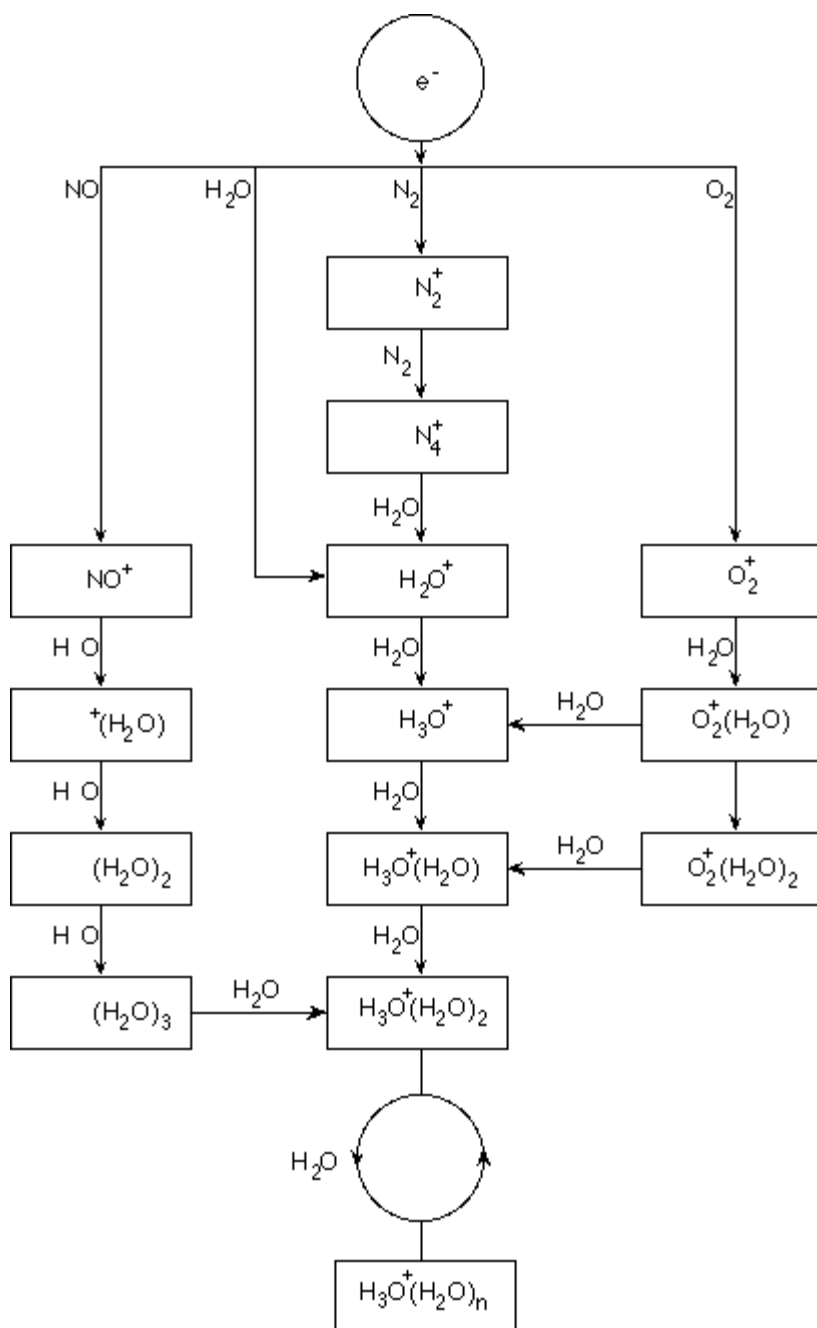 e⁻
NO
H₂O
N₂
O₂
N₂⁺
N₂
N₄⁺
H₂O
NO⁺
H₂O⁺
O₂⁺
H O
H₂O
H₂O
⁺(H₂O)
H₃O⁺
H₂O
O₂⁺(H₂O)
H O
H₂O
(H₂O)₂
H₃O⁺(H₂O)
H₂O
O₂⁺(H₂O)₂
H O
H₂O
(H₂O)₃
H₂O
H₃O⁺(H₂O)₂
H₂O
H₃O⁺(H₂O)ₙ